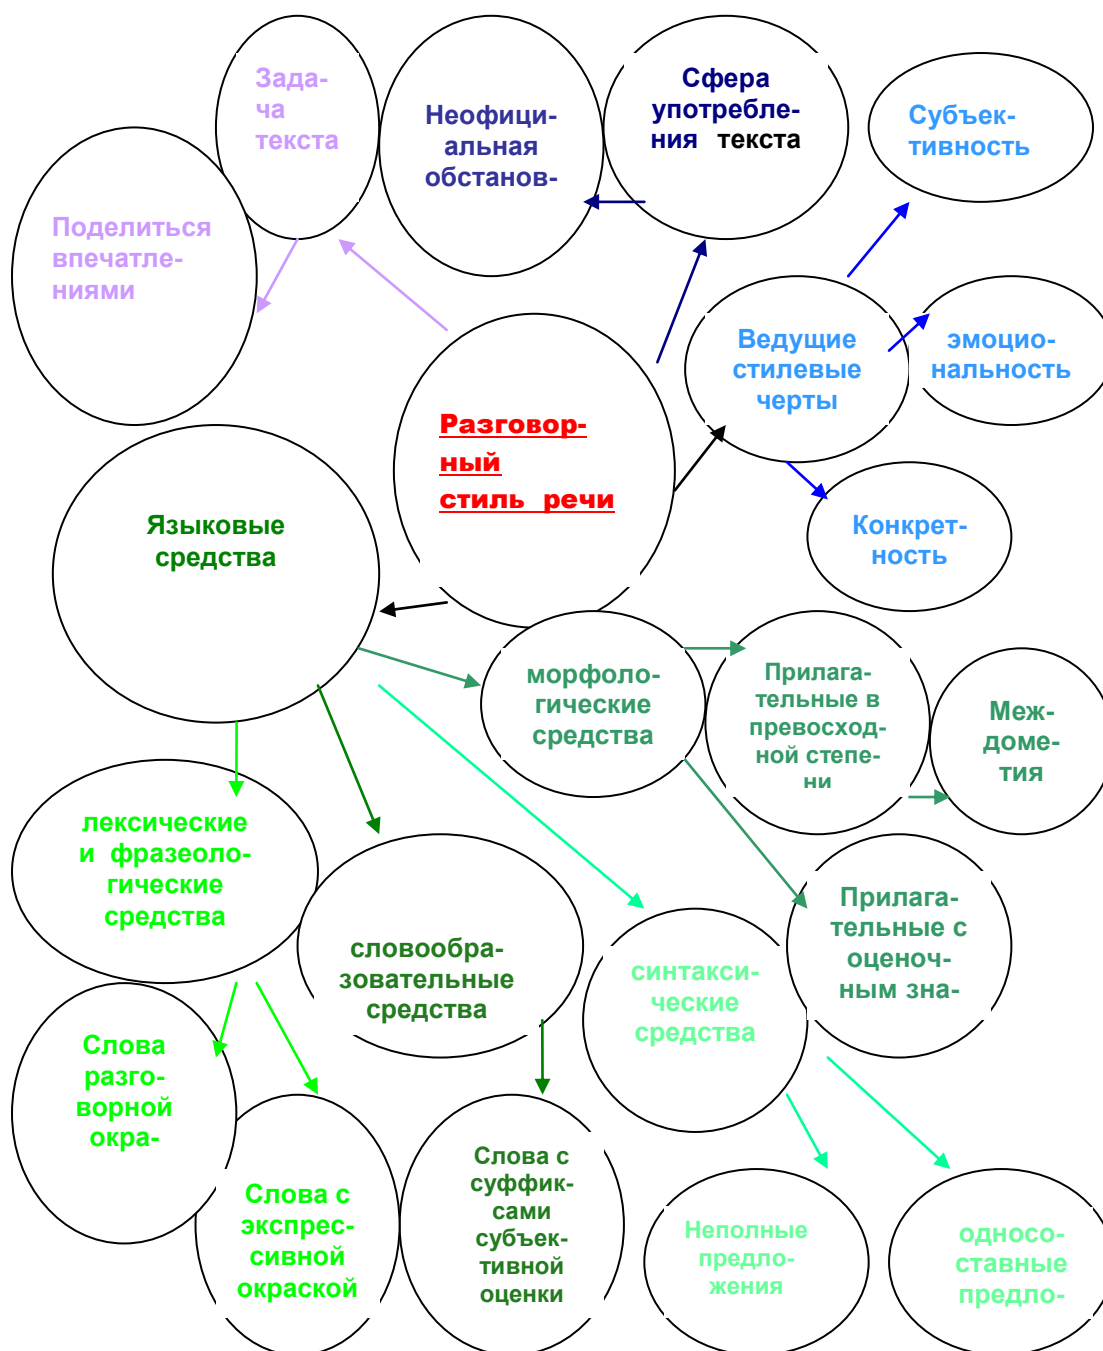 Зада-
ча
текста
Неофици-
альная
обстанов-
Сфера
употребле-
ния текста
Субъек-
тивность
Поделиться
впечатле-
ниями
Ведущие
стилевые
черты
эмоцио-
нальность
Разговор-
ный
стиль речи
Конкрет-
ность
Языковые
средства
морфоло-
гические
средства
Прилага-
тельные в
превосход-
ной степе-
ни
Меж-
доме-
тия
лексические
и фразеоло-
гические
средства
словообра-
зовательные
средства
синтакси-
ческие
средства
Прилага-
тельные с
оценоч-
ным зна-
Слова
разго-
ворной
окра-
Слова с
экспрес-
сивной
окраской
Слова с
суффик-
сами
субъек-
тивной
оценки
Неполные
предло-
жения
односо-
ставные
предло-